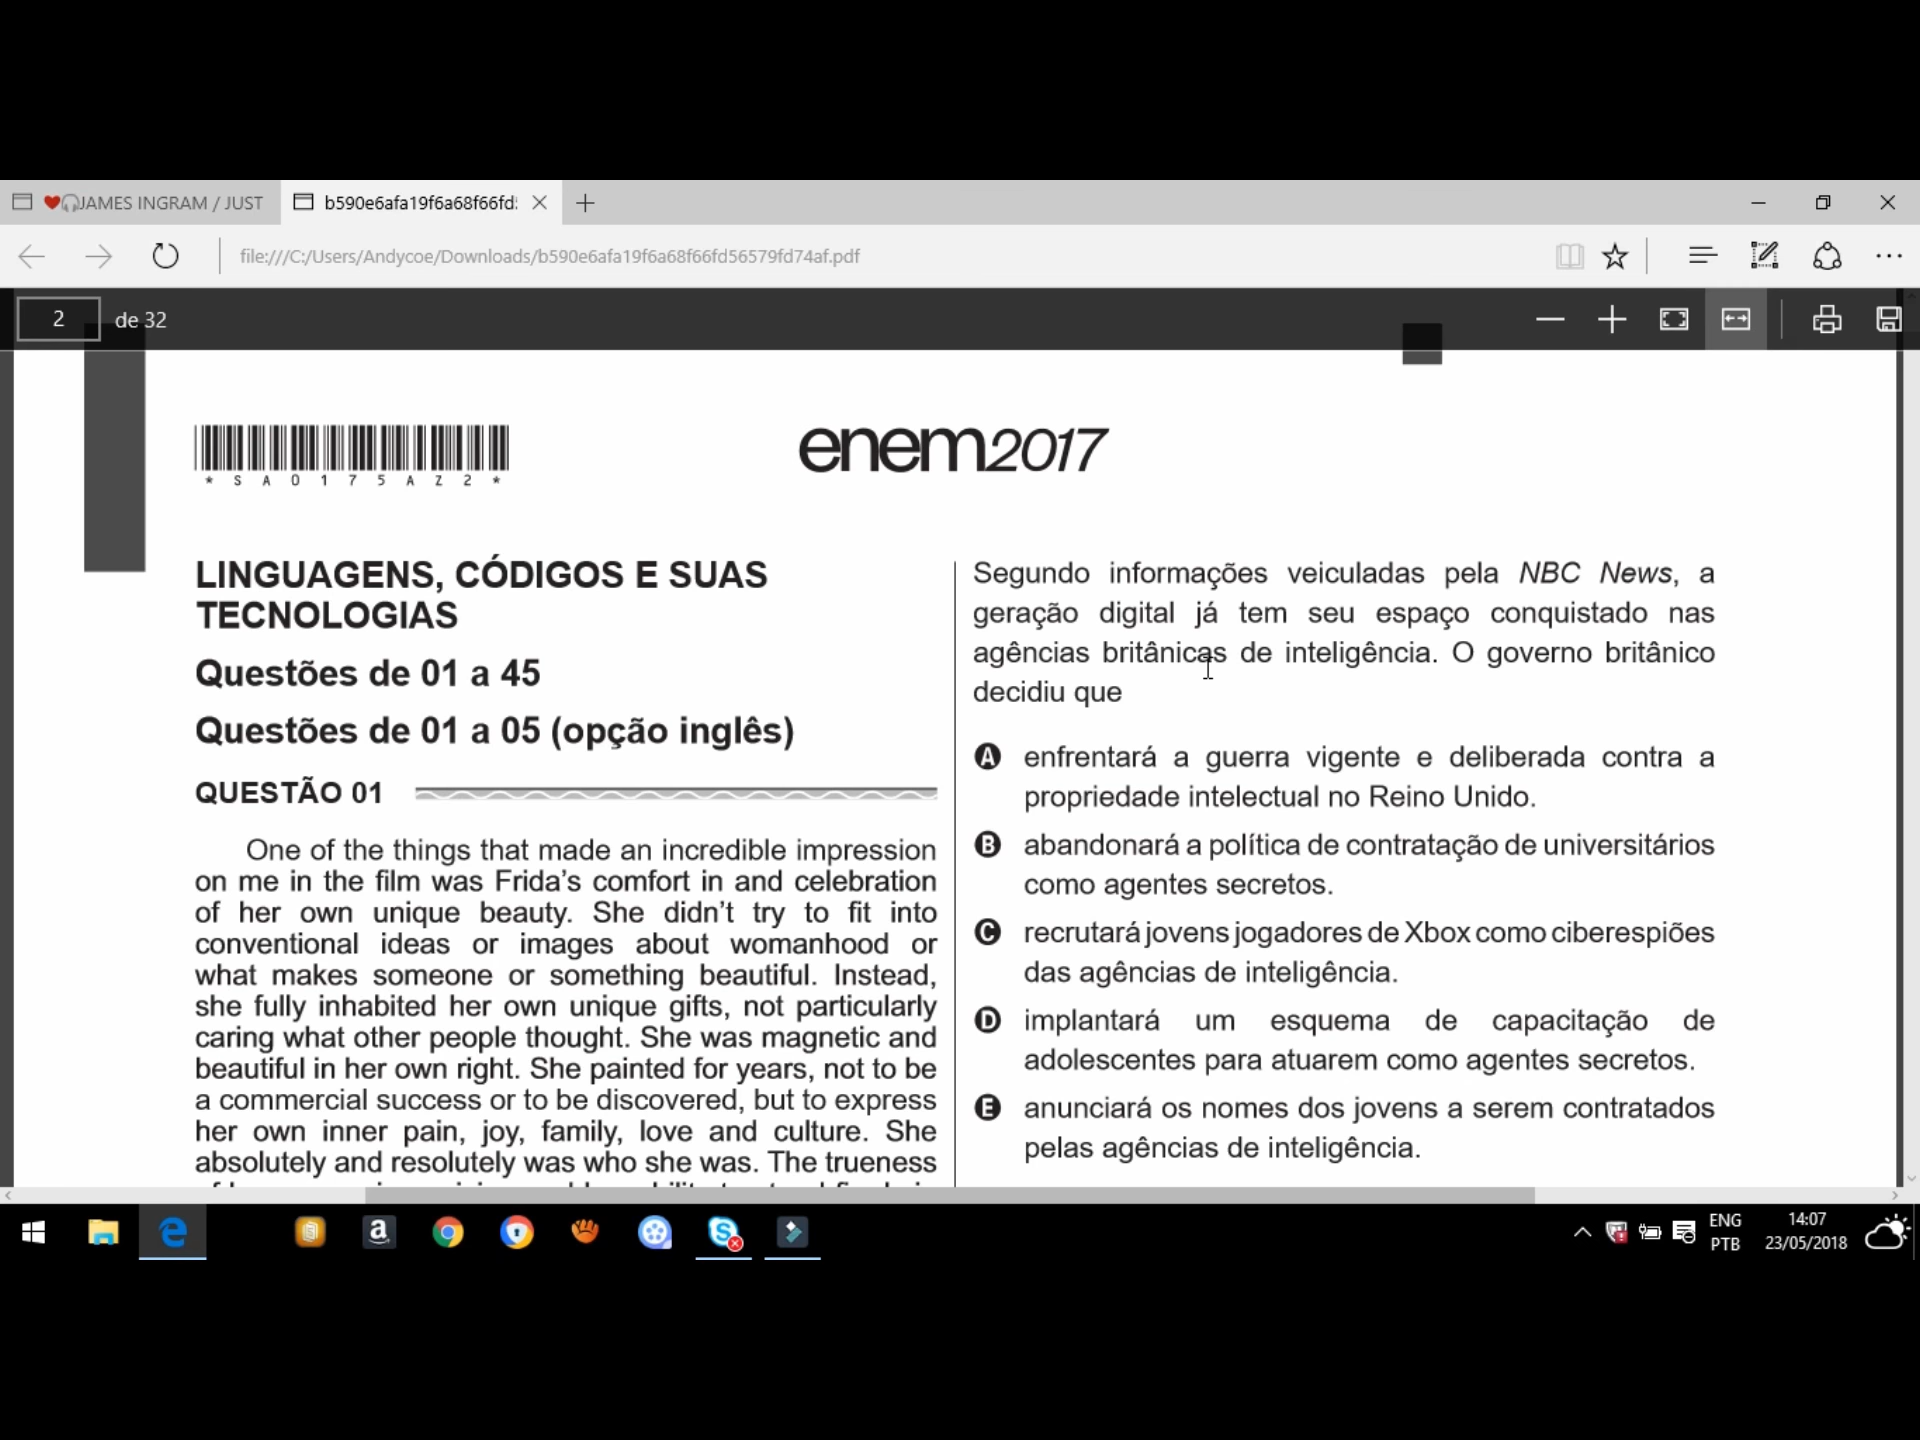 JAMES INGRAM / JUST
b590e6afa19f6a68f66fd
file:///C:/Users/Andycoe/Downloads/b590e6afa19f6a68f66fd56579fd74af.pdf
2 de 32
* S A 0 1 7 5 A Z 2 *
enem2017
LINGUAGENS, CÓDIGOS E SUAS
TECNOLOGIAS
Questões de 01 a 45
Questões de 01 a 05 (opção inglês)
QUESTÃO 01
One of the things that made an incredible impression
on me in the film was Frida's comfort in and celebration
of her own unique beauty. She didn't try to fit into
conventional ideas or images about womanhood or
what makes someone or something beautiful. Instead,
she fully inhabited her own unique gifts, not particularly
caring what other people thought. She was magnetic and
beautiful in her own right. She painted for years, not to be
a commercial success or to be discovered, but to express
her own inner pain, joy, family, love and culture. She
absolutely and resolutely was who she was. The trueness
Segundo informações veiculadas pela NBC News, a
geração digital já tem seu espaço conquistado nas
agências britânicas de inteligência. O governo britânico
decidiu que
A enfrentará a guerra vigente e deliberada contra a
propriedade intelectual no Reino Unido.
B abandonará a política de contratação de universitários
como agentes secretos.
C recrutará jovens jogadores de Xbox como ciberespiões
das agências de inteligência.
D implantará um esquema de capacitação de
adolescentes para atuarem como agentes secretos.
E anunciará os nomes dos jovens a serem contratados
pelas agências de inteligência.
ENG
PTB
14:07
23/05/2018